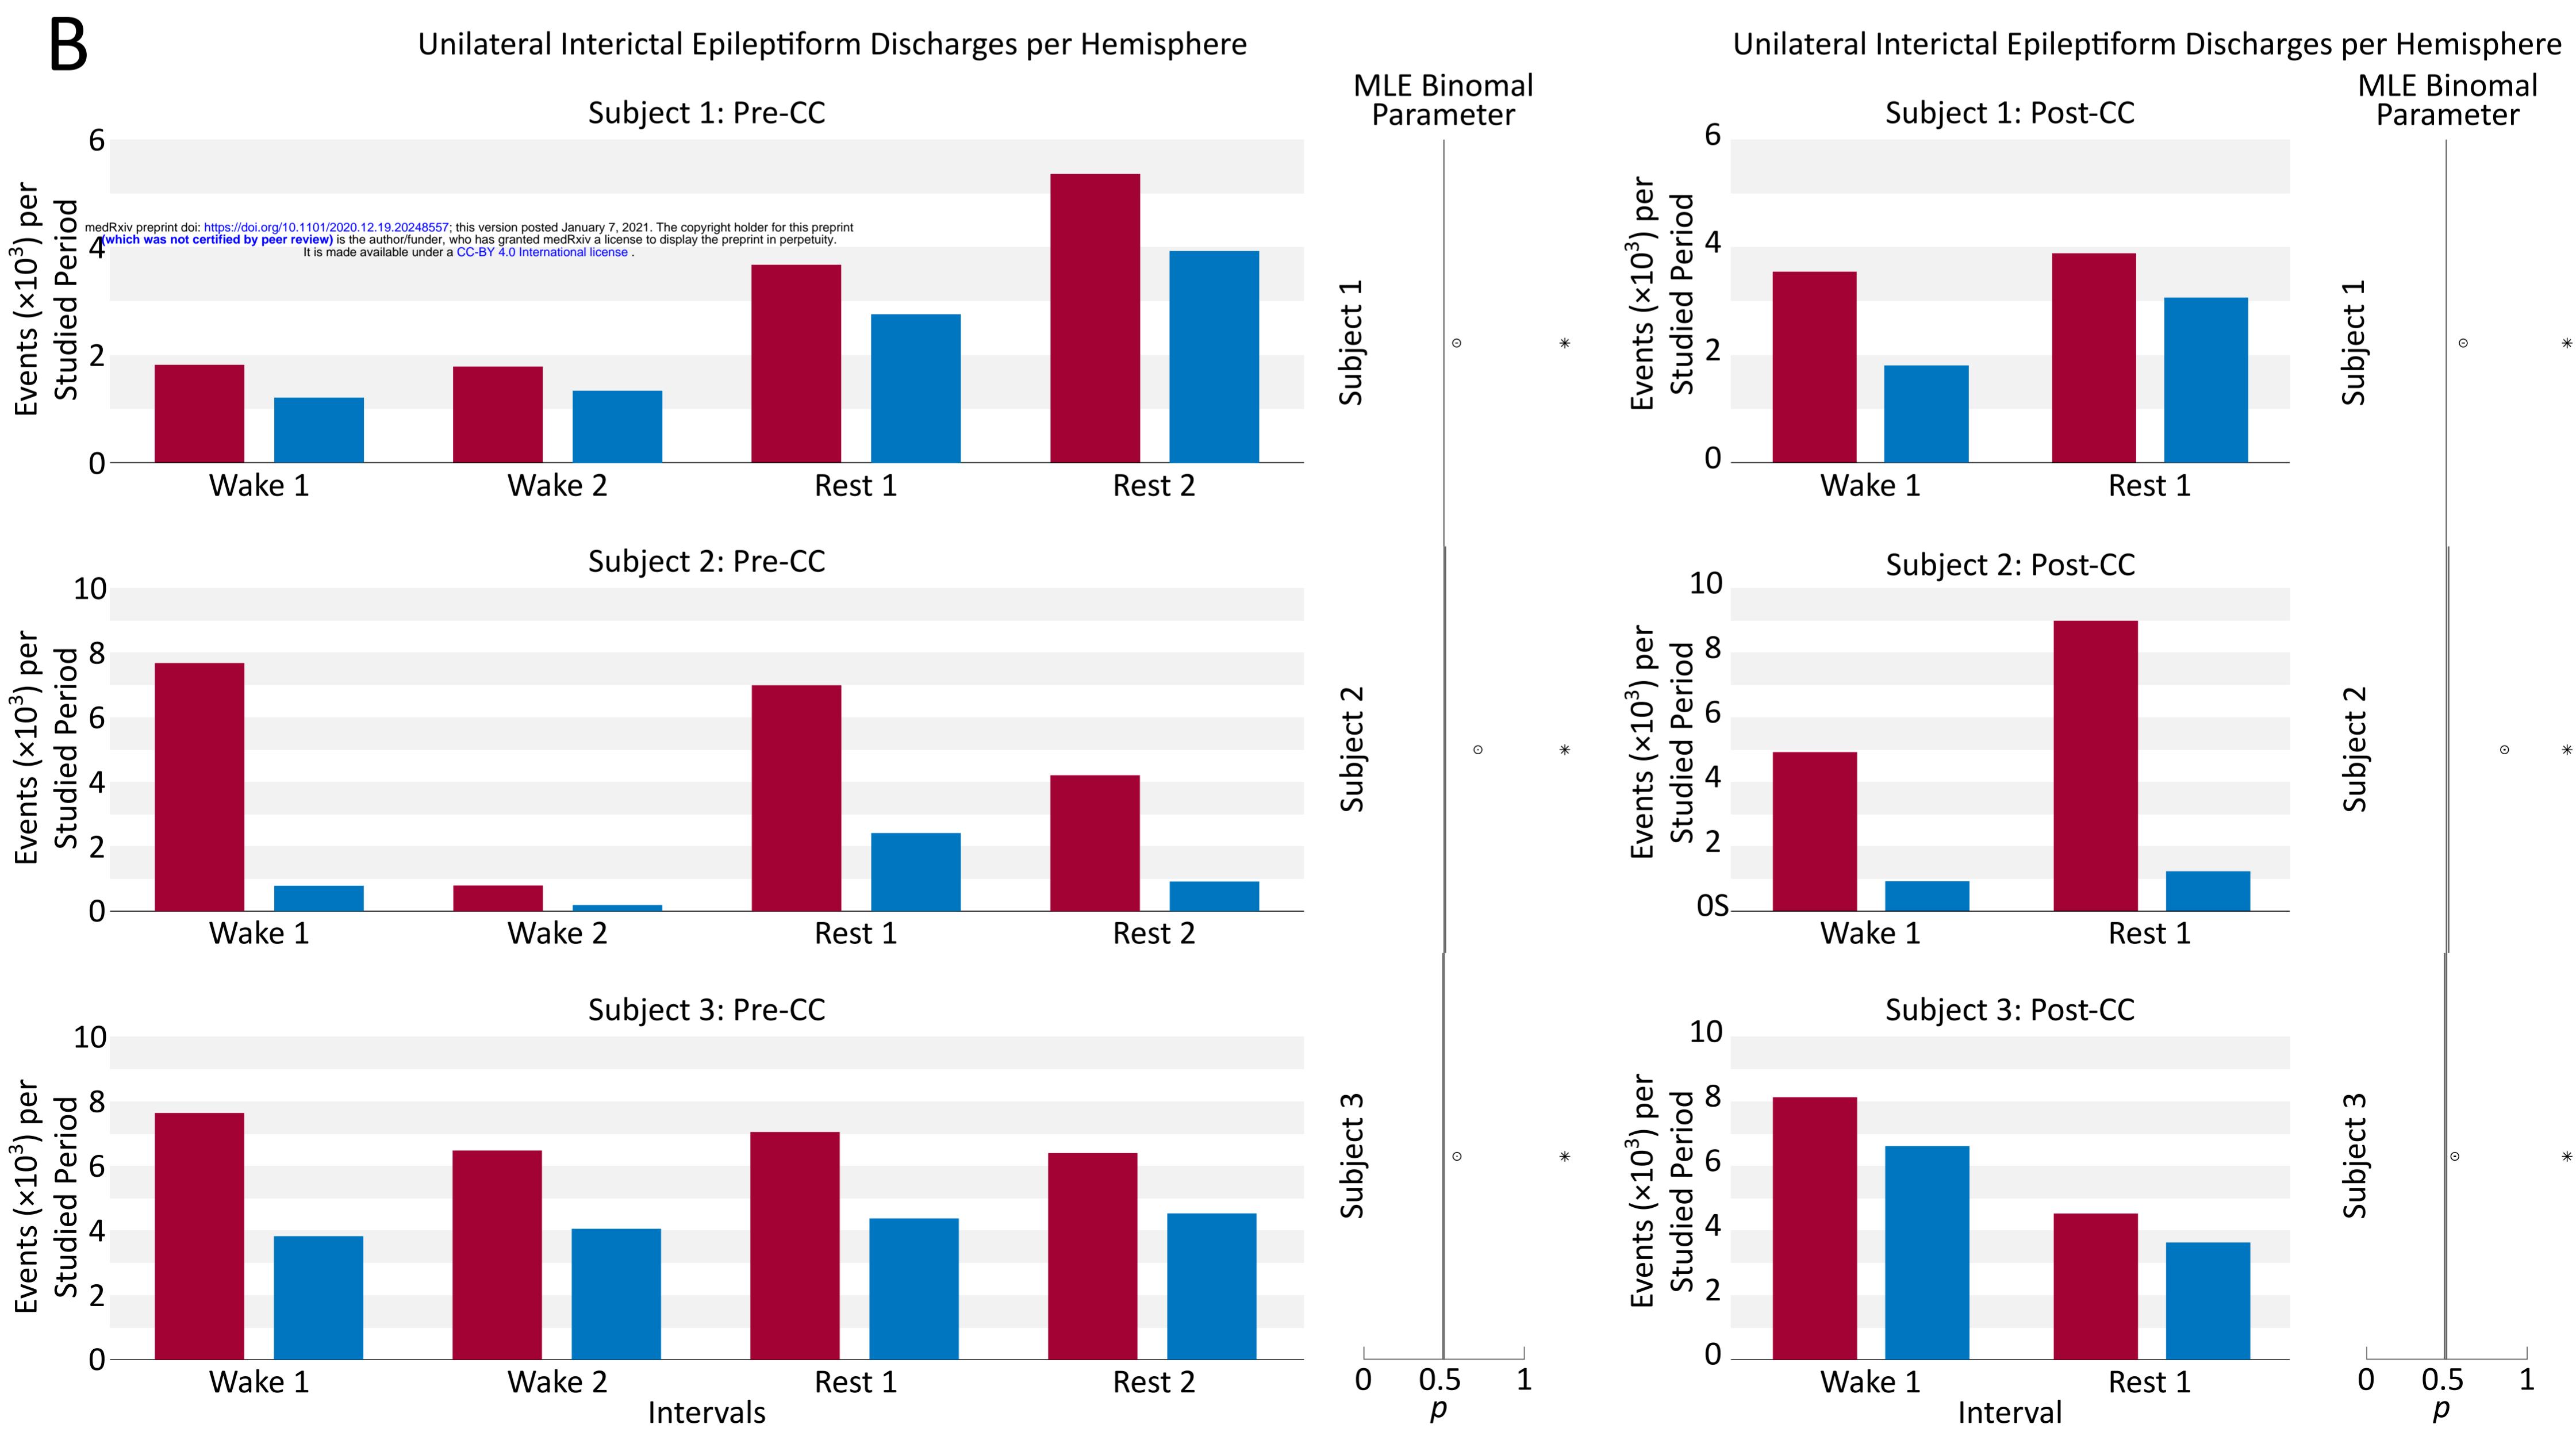 B
Unilateral Interictal Epileptiform Discharges per Hemisphere
MLE Binomal
Parameter
Subject 1: Pre-CC
Events (×10³) per
Studied Period
6
4
2
0
medRxiv preprint doi: https://doi.org/10.1101/2020.12.19.20248557; this version posted January 7, 2021. The copyright holder for this preprint
(which was not certified by peer review) is the author/funder, who has granted medRxiv a license to display the preprint in perpetuity.
It is made available under a CC-BY 4.0 International license .
Wake 1 Wake 2 Rest 1 Rest 2
Subject 1
*
Subject 2: Pre-CC
Events (×10³) per
Studied Period
10
8
6
4
2
0
Wake 1 Wake 2 Rest 1 Rest 2
Subject 2
*
Subject 3: Pre-CC
Events (×10³) per
Studied Period
10
8
6
4
2
0
Wake 1 Wake 2 Rest 1 Rest 2
Intervals
Subject 3
*
0 0.5 1
p
Unilateral Interictal Epileptiform Discharges per Hemisphere
MLE Binomal
Parameter
Subject 1: Post-CC
Events (×10³) per
Studied Period
6
4
2
0
Wake 1 Rest 1
Subject 1
*
Subject 2: Post-CC
Events (×10³) per
Studied Period
10
8
6
4
2
0S
Wake 1 Rest 1
Subject 2
*
Subject 3: Post-CC
Events (×10³) per
Studied Period
10
8
6
4
2
0
Wake 1 Rest 1
Interval
Subject 3
*
0 0.5 1
p